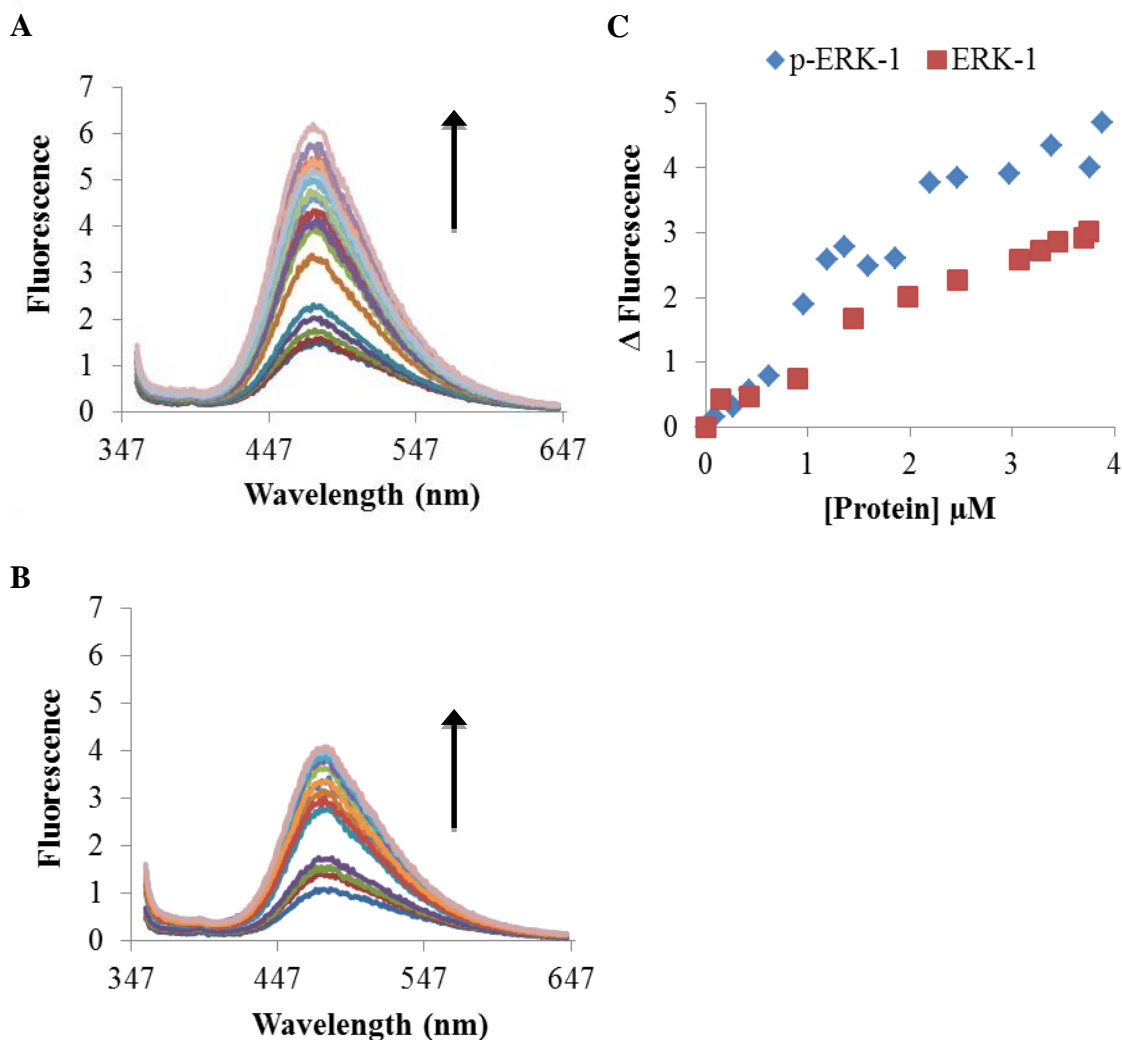 A
7
6
5
4
3
2
1
0
Fluorescence
347 447 547 647
Wavelength (nm)
B
7
6
5
4
3
2
1
0
Fluorescence
347 447 547 647
Wavelength (nm)
C
p-ERK-1 ERK-1
5
4
3
2
1
0
Δ Fluorescence
0 1 2 3 4
[Protein] μM